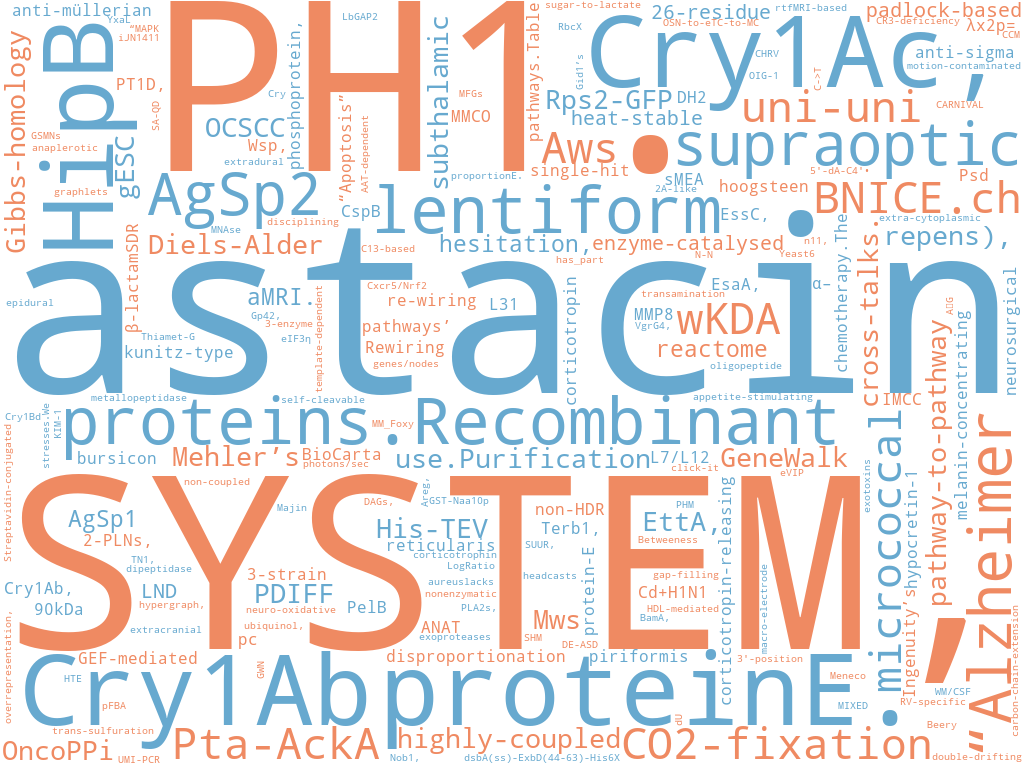 anti-müllerian
YxaL
"MAPK
iJN1411
PH1.
LbGAP2
sugar-to-lactate
26-residue
rtfMRI-based
padlock-based
OSN-to-eTC-to-MC
CR3-deficiency
λx2p=
CCM
RbcX
Cry1Ac,
CHRV
anti-sigma
motion-contaminated
OIG-1
C->T
Gid1's
pathways.Table
subthalamic
phosphoprotein,
HipB
Gibbs-homology
PT1D,
SA-QD
Cry
MFGs
MMCO
Rps2-GFP
DH2
uni-uni
CARNIVAL
heat-stable
OCSCC
Wsp,
"Apoptosis"
AAT-dependent
GSMNs
anaplerotic
gESC
extradural
Aws
supraoptic
single-hit
proportionE.
sMEA
2A-like
hoogsteen
5'-dA-C4'•
Psd
BNICE.ch
graphlets
AgSp2
CspB
lentiform
EssC,
extra-cytoplasmic
disciplining
MNAse
β-lactamSDR
Diels-Alder
C13-based
hesitation,
enzyme-catalysed
n11,
repens),
N-N
Yeast6
has_part
chemotherapy.The
cross-talks.
astacin
epidural
aMRI.
Gp42,
3-enzyme
template-dependent
Cxcr5/Nrf2
re-wiring
L31
corticotropin
EsaA,
α–
transamination
MMP8
VgrG4,
wKDA
ADG
neurosurgical
Thiamet-G
kunitz-type
eIF3η
pathways'
Rewiring
genes/nodes
reactome
oligopeptide
melanin-concentrating
pathway-to-pathway
metallopeptidase
self-cleavable
appetite-stimulating
IMCC
Cry1Bd
KIM-1
stresses.We
proteins.Recombinant
MM_Foxy
bursicon
Mehler's
BioCarta
photons/sec
use.Purification
L7/L12
click-it
GeneWalk
eVIP
exotoxins
micrococcal
hypocretin-1
"Alzheimer
Streptavidin-conjugated
SYSTEM,
non-coupled
Majin
DAGs,
Areg,
GST-Naa10p
AgSp1
2-PLNs,
His-TEV
non-HDR
Terb1,
PHM
EttA,
Betweenness
corticotropin-releasing
reticularis
corticotrophin
LogRatio
SUUR,
protein-E
TN1,
dipeptidase
3-strain
headcasts
gap-filling
macro-electrode
Cry1Ab,
LND
PDIFF
PelB
aureuslacks
nonenzymatic
Cd+H1N1
90kDa
hypergraph,
neuro-oxidative
PLA2s,
Mws
HDL-mediated
BamA,
Ingenuity's
extracranial
ubiquinol,
pc
ANAT
exoproteases
SHM
DE-ASD
overrepresentation,
GEF-mediated
disproportionation
piriformis
3'-position
HTE
GWN
Cry1AbproteinE.
Meneco
WM/CSF
RV-specific
carbon-chain-extension
pFBA
MIXED
trans-sulfuration
pU
Beery
OncoPPi
UMI-PCR
Pta-AckA
highly-coupled
Nob1,
dsbA(ss)-ExbD(44-63)-His6X
CO2-fixation
double-drifting